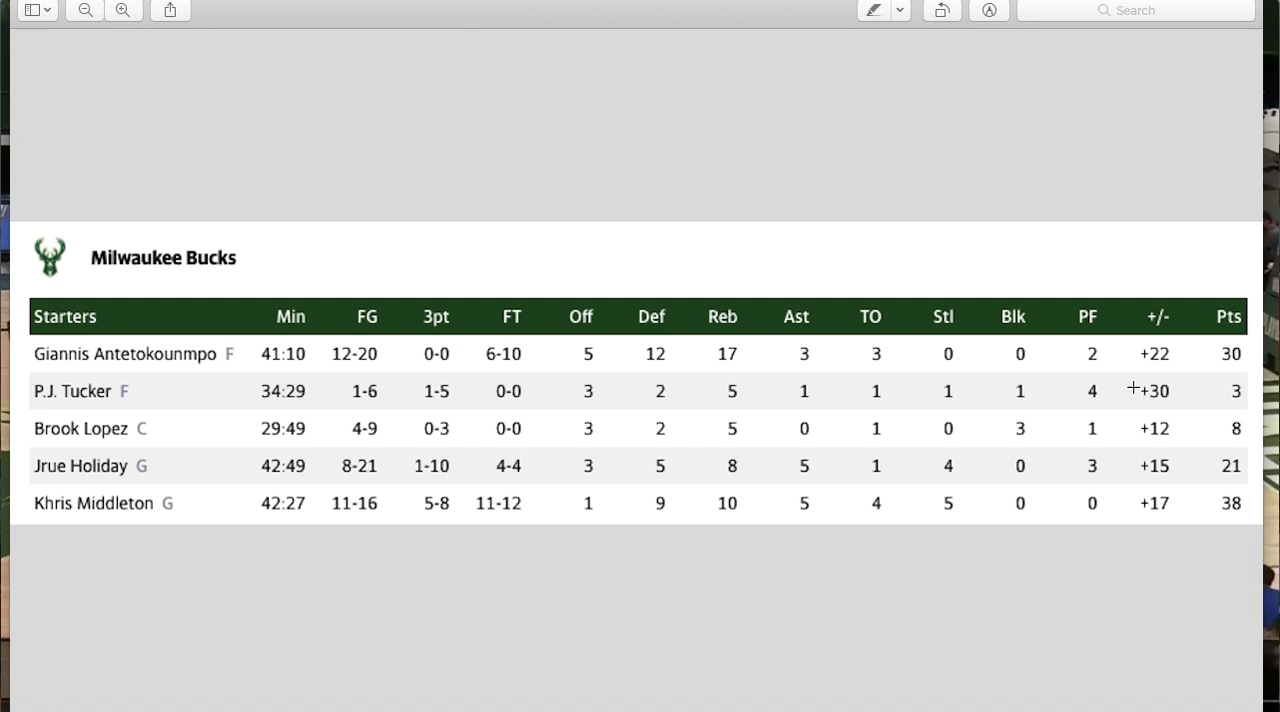 Search
Milwaukee Bucks
Starters Min FG 3pt FT Off Def Reb Ast TO Stl Blk PF +/- Pts
Giannis Antetokounmpo F 41:10 12-20 0-0 6-10 5 12 17 3 3 0 0 2 +22 30
P.J. Tucker F 34:29 1-6 1-5 0-0 3 2 5 1 1 1 1 4 +30 3
Brook Lopez C 29:49 4-9 0-3 0-0 3 2 5 0 1 0 3 1 +12 8
Jrue Holiday G 42:49 8-21 1-10 4-4 3 5 8 5 1 4 0 3 +15 21
Khris Middleton G 42:27 11-16 5-8 11-12 1 9 10 5 4 5 0 0 +17 38